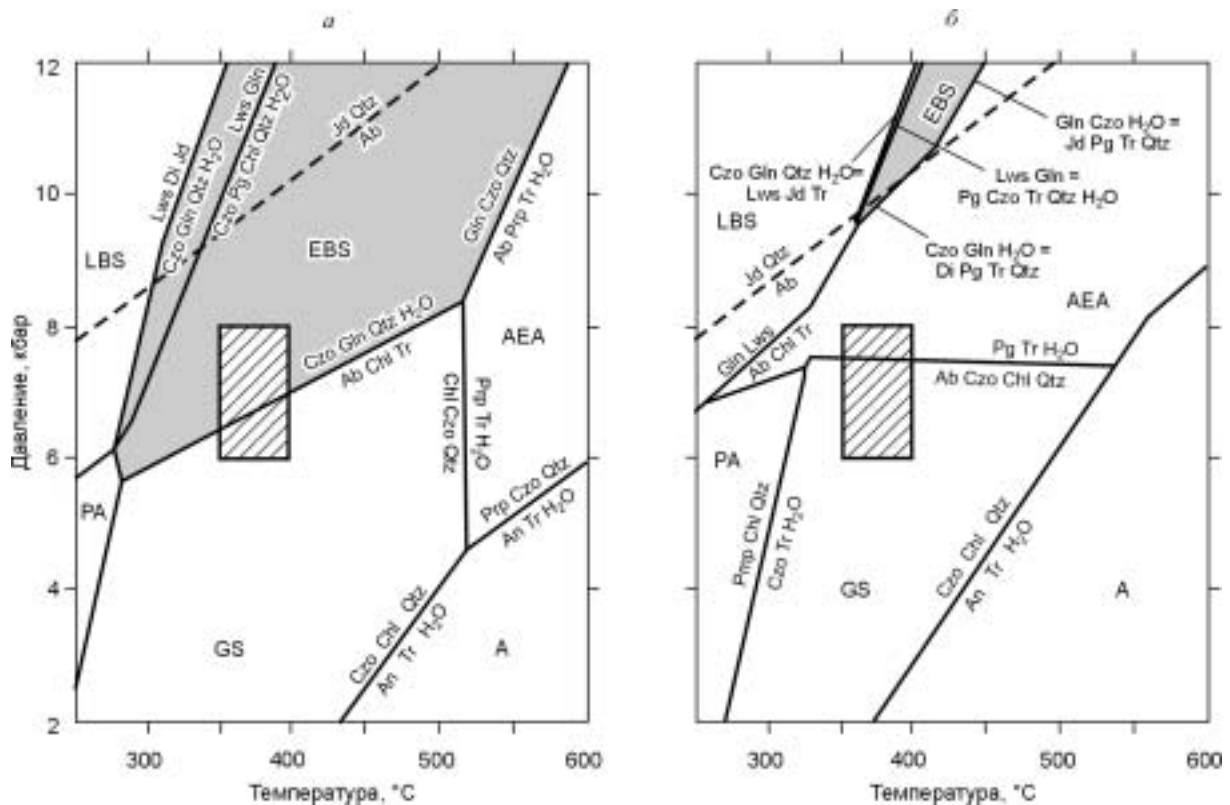 а
12
10
8
6
4
2
Давление, кбар
300
400
500
600
Температура, °C
Lws Di Jd
Czo Gln Qtz H₂O
Lws Gln
Czo Pg Chl Qtz H₂O
Jd Qtz
Ab
Gln Czo Qtz
Ab Prp Tr H₂O
LBS
EBS
AEA
Czo Gln Qtz H₂O
Ab Chl Tr
Chl Czo Qtz
Prp Tr H₂O
PA
Prp Czo Qtz
An Tr H₂O
GS
Czo Chl Qtz
An Tr H₂O
A
б
EBS
Gln Czo H₂O =
Jd Pg Tr Qtz
Czo Gln Qtz H₂O=
Lws Jd Tr
Lws Gln =
Pg Czo Tr Qtz H₂O
LBS
Czo Gln H₂O =
Di Pg Tr Qtz
Jd Qtz
Ab
AEA
Gln Lws
Ab Chl Tr
Pg Tr H₂O
Ab Czo Chl Qtz
PA
Pmp Chl Qtz
Czo Tr H₂O
GS
Czo Chl Qtz
An Tr H₂O
A
300
400
500
600
Температура, °C